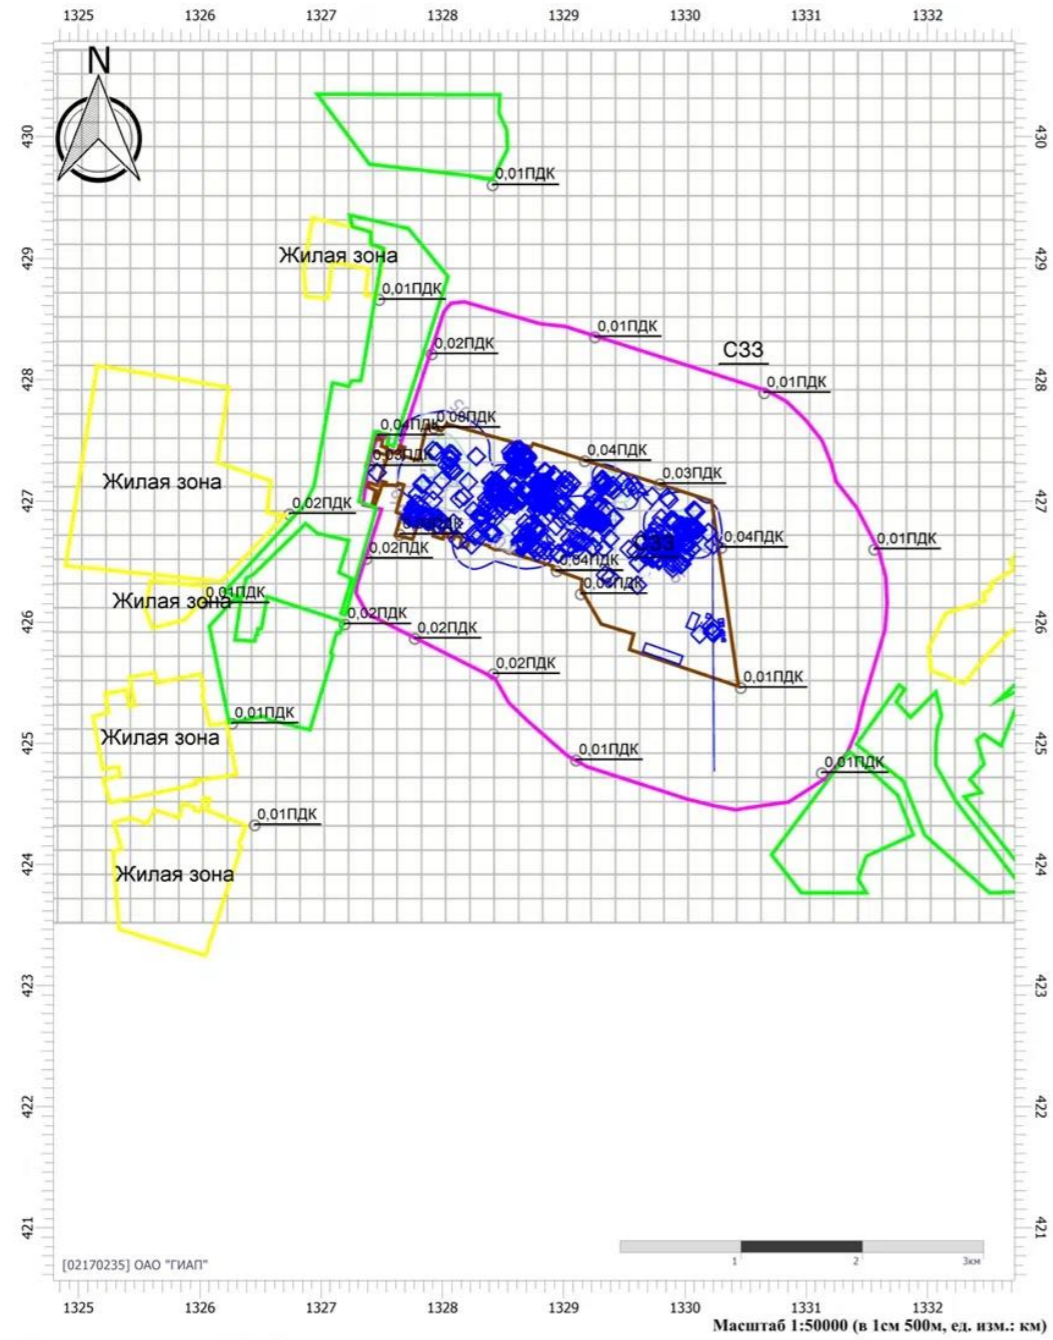 1325 1326 1327 1328 1329 1330 1331 1332
N
430 430
0,01ПДК
429 Жилая зона 429
0,01ПДК
0,01ПДК
0,02ПДК СЗЗ
428 0,01ПДК 428
0,04ПДК 0,08ПДК
0,03ПДК 0,04ПДК
0,03ПДК
Жилая зона
427 0,02ПДК 427
0,02ПДК СЗЗ 0,04ПДК 0,01ПДК
0,04ПДК
Жилая зона 0,01ПДК
426 0,02ПДК 426
0,02ПДК
0,02ПДК
0,01ПДК
0,01ПДК
Жилая зона
425 425
0,01ПДК
0,01ПДК
0,01ПДК
424 Жилая зона 424
423 423
422 422
421 421
[02170235] ОАО "ГИАП"
1 2 3км
1325 1326 1327 1328 1329 1330 1331 1332
Масштаб 1:50000 (в 1см 500м, ед. изм.: км)